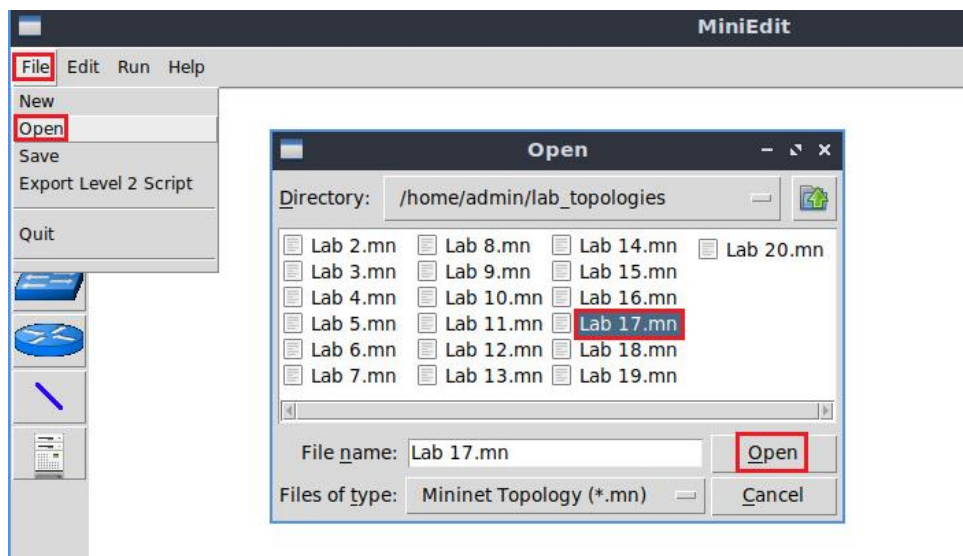 MiniEdit
File Edit Run Help
New
Open
Save
Export Level 2 Script
Quit
Open
Directory: /home/admin/lab_topologies
Lab 2.mn Lab 8.mn Lab 14.mn Lab 20.mn
Lab 3.mn Lab 9.mn Lab 15.mn
Lab 4.mn Lab 10.mn Lab 16.mn
Lab 5.mn Lab 11.mn Lab 17.mn
Lab 6.mn Lab 12.mn Lab 18.mn
Lab 7.mn Lab 13.mn Lab 19.mn
File name: Lab 17.mn Open
Files of type: Mininet Topology (*.mn) Cancel